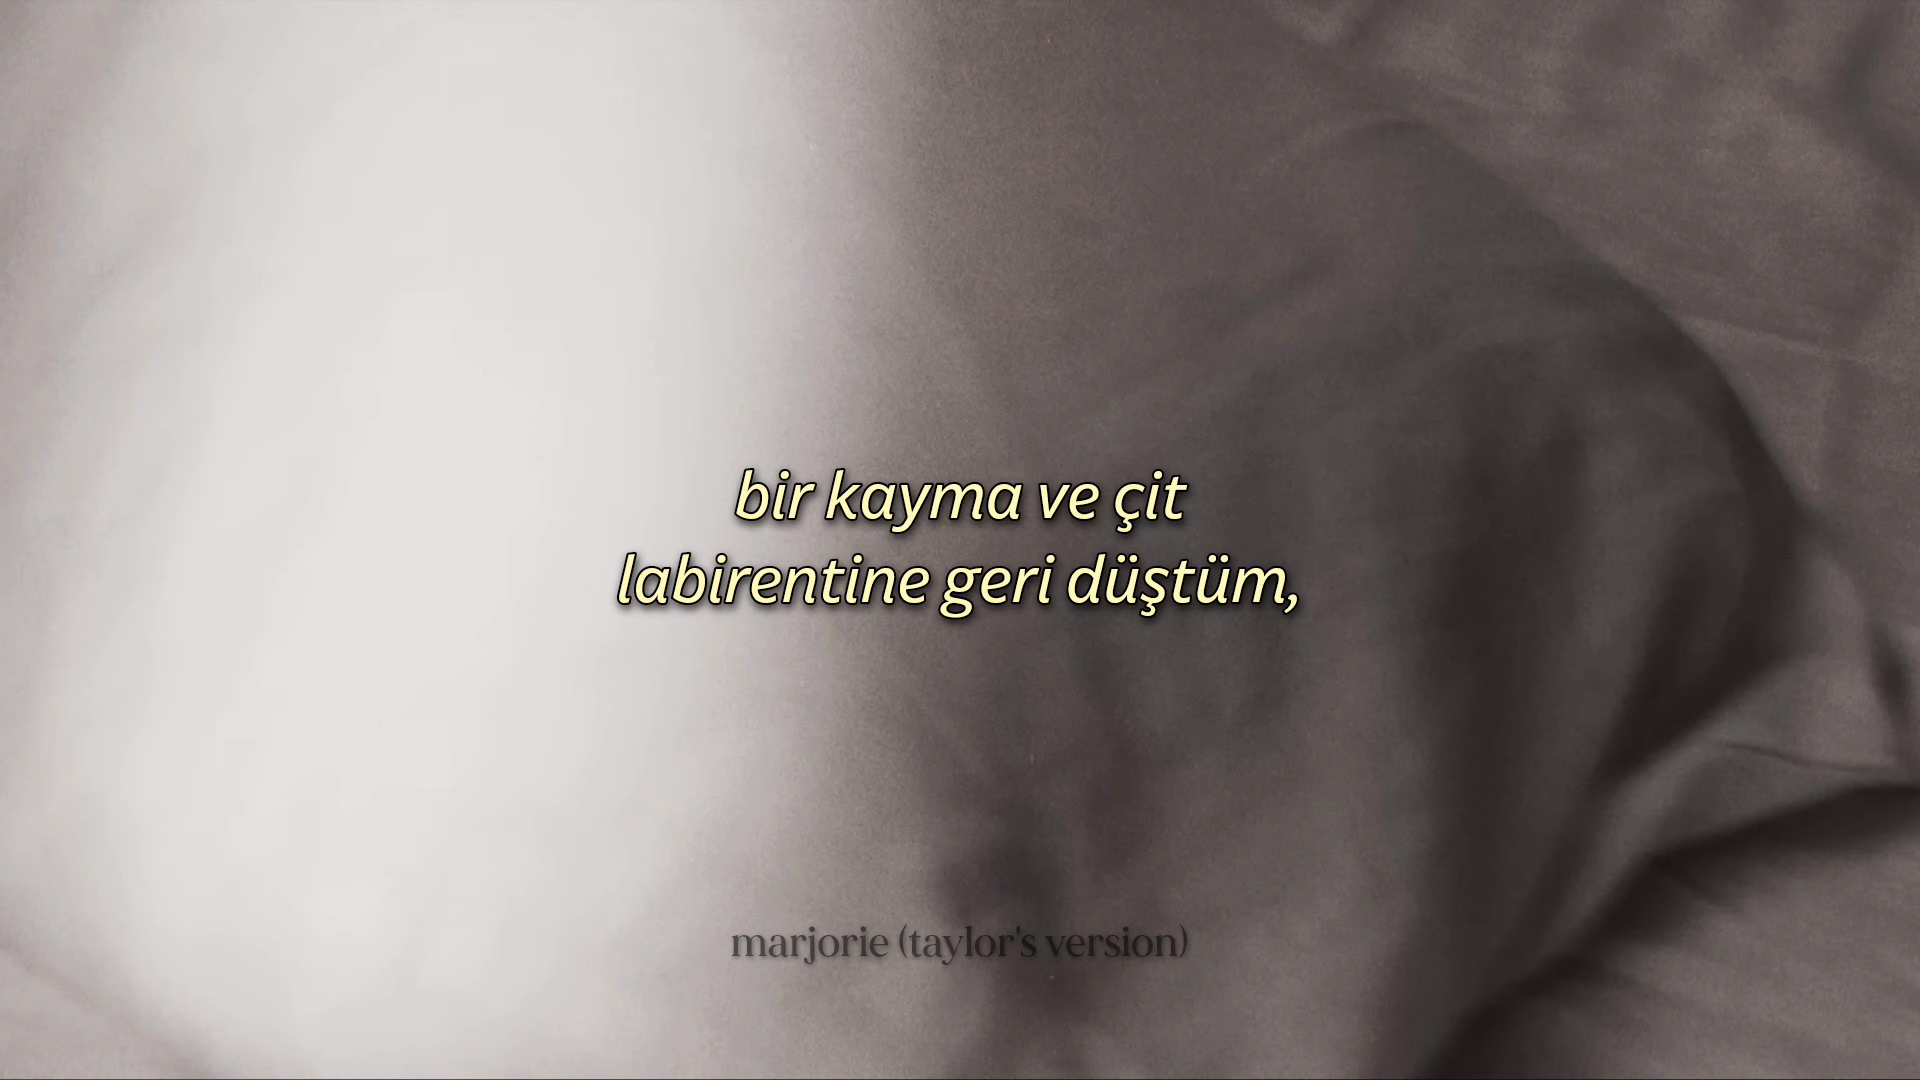 bir kayma ve çit
labirentine geri düştüm,
marjorie (taylor's version)